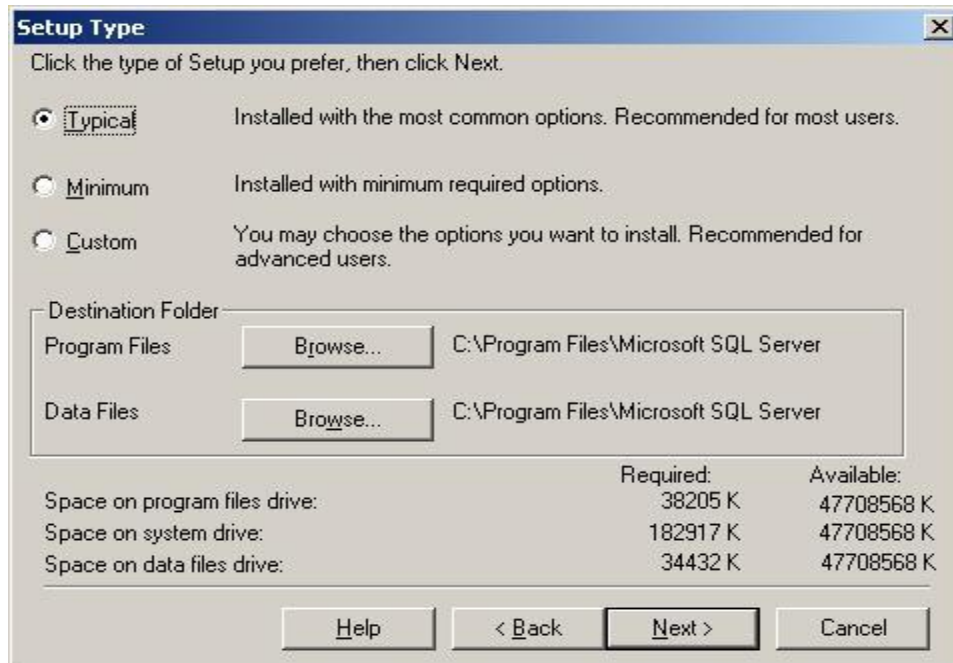 Setup Type
Click the type of Setup you prefer, then click Next.
Typical Installed with the most common options. Recommended for most users.
Minimum Installed with minimum required options.
Custom You may choose the options you want to install. Recommended for advanced users.
Destination Folder
Program Files Browse... C:\Program Files\Microsoft SQL Server
Data Files Browse... C:\Program Files\Microsoft SQL Server
Required: Available:
Space on program files drive: 38205 K 47708568 K
Space on system drive: 182917 K 47708568 K
Space on data files drive: 34432 K 47708568 K
Help < Back Next > Cancel